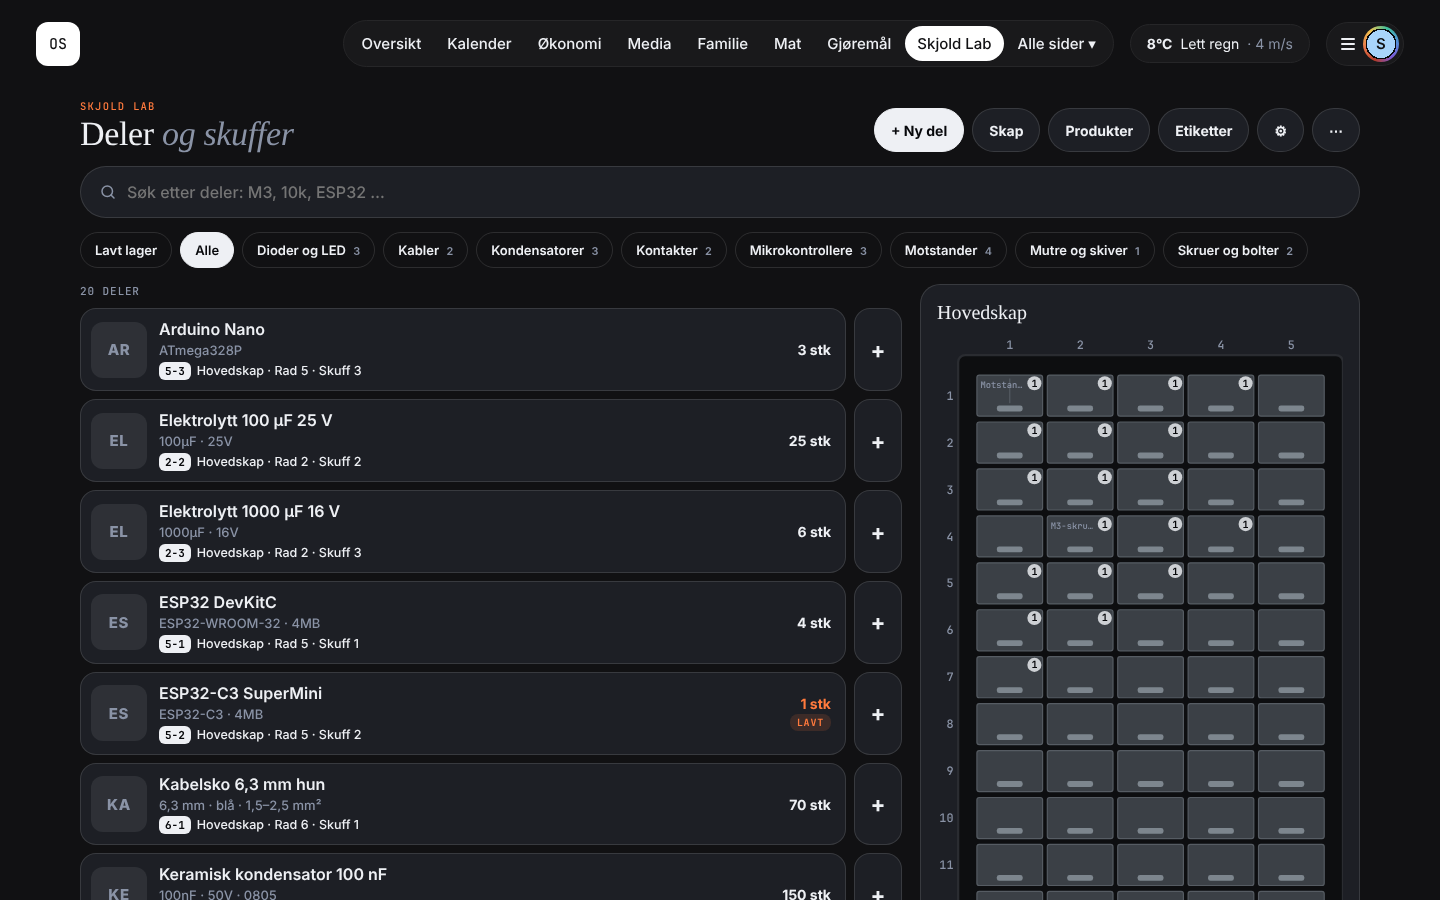 OS
Oversikt Kalender Økonomi Media Familie Mat Gjøremål Skjold Lab Alle sider ▾
8°C Lett regn · 4 m/s
S
SKJOLD LAB
Deler og skuffer
+ Ny del Skap Produkter Etiketter ⚙ ...
Søk etter deler: M3, 10k, ESP32 ...
Lavt lager Alle Dioder og LED 3 Kabler 2 Kondensatorer 3 Kontakter 2 Mikrokontrollere 3 Motstander 4 Mutre og skiver 1 Skruer og bolter 2
20 DELER
AR
Arduino Nano
ATmega328P
5-3 Hovedskap · Rad 5 · Skuff 3
3 stk
+
EL
Elektrolytt 100 µF 25 V
100µF · 25V
2-2 Hovedskap · Rad 2 · Skuff 2
25 stk
+
EL
Elektrolytt 1000 µF 16 V
1000µF · 16V
2-3 Hovedskap · Rad 2 · Skuff 3
6 stk
+
ES
ESP32 DevKitC
ESP32-WROOM-32 · 4MB
5-1 Hovedskap · Rad 5 · Skuff 1
4 stk
+
ES
ESP32-C3 SuperMini
ESP32-C3 · 4MB
5-2 Hovedskap · Rad 5 · Skuff 2
1 stk
LAVT
+
KA
Kabelsko 6,3 mm hun
6,3 mm · blå · 1,5–2,5 mm²
6-1 Hovedskap · Rad 6 · Skuff 1
70 stk
+
KE
Keramisk kondensator 100 nF
100nF · 50V · 0805
150 stk
+
Hovedskap
1 2 3 4 5
1 Motstan… 1 1 1 1
2 1 1 1
3 1 1 1
4 M3-skru… 1 1 1
5 1 1 1
6 1 1
7 1
8
9
10
11